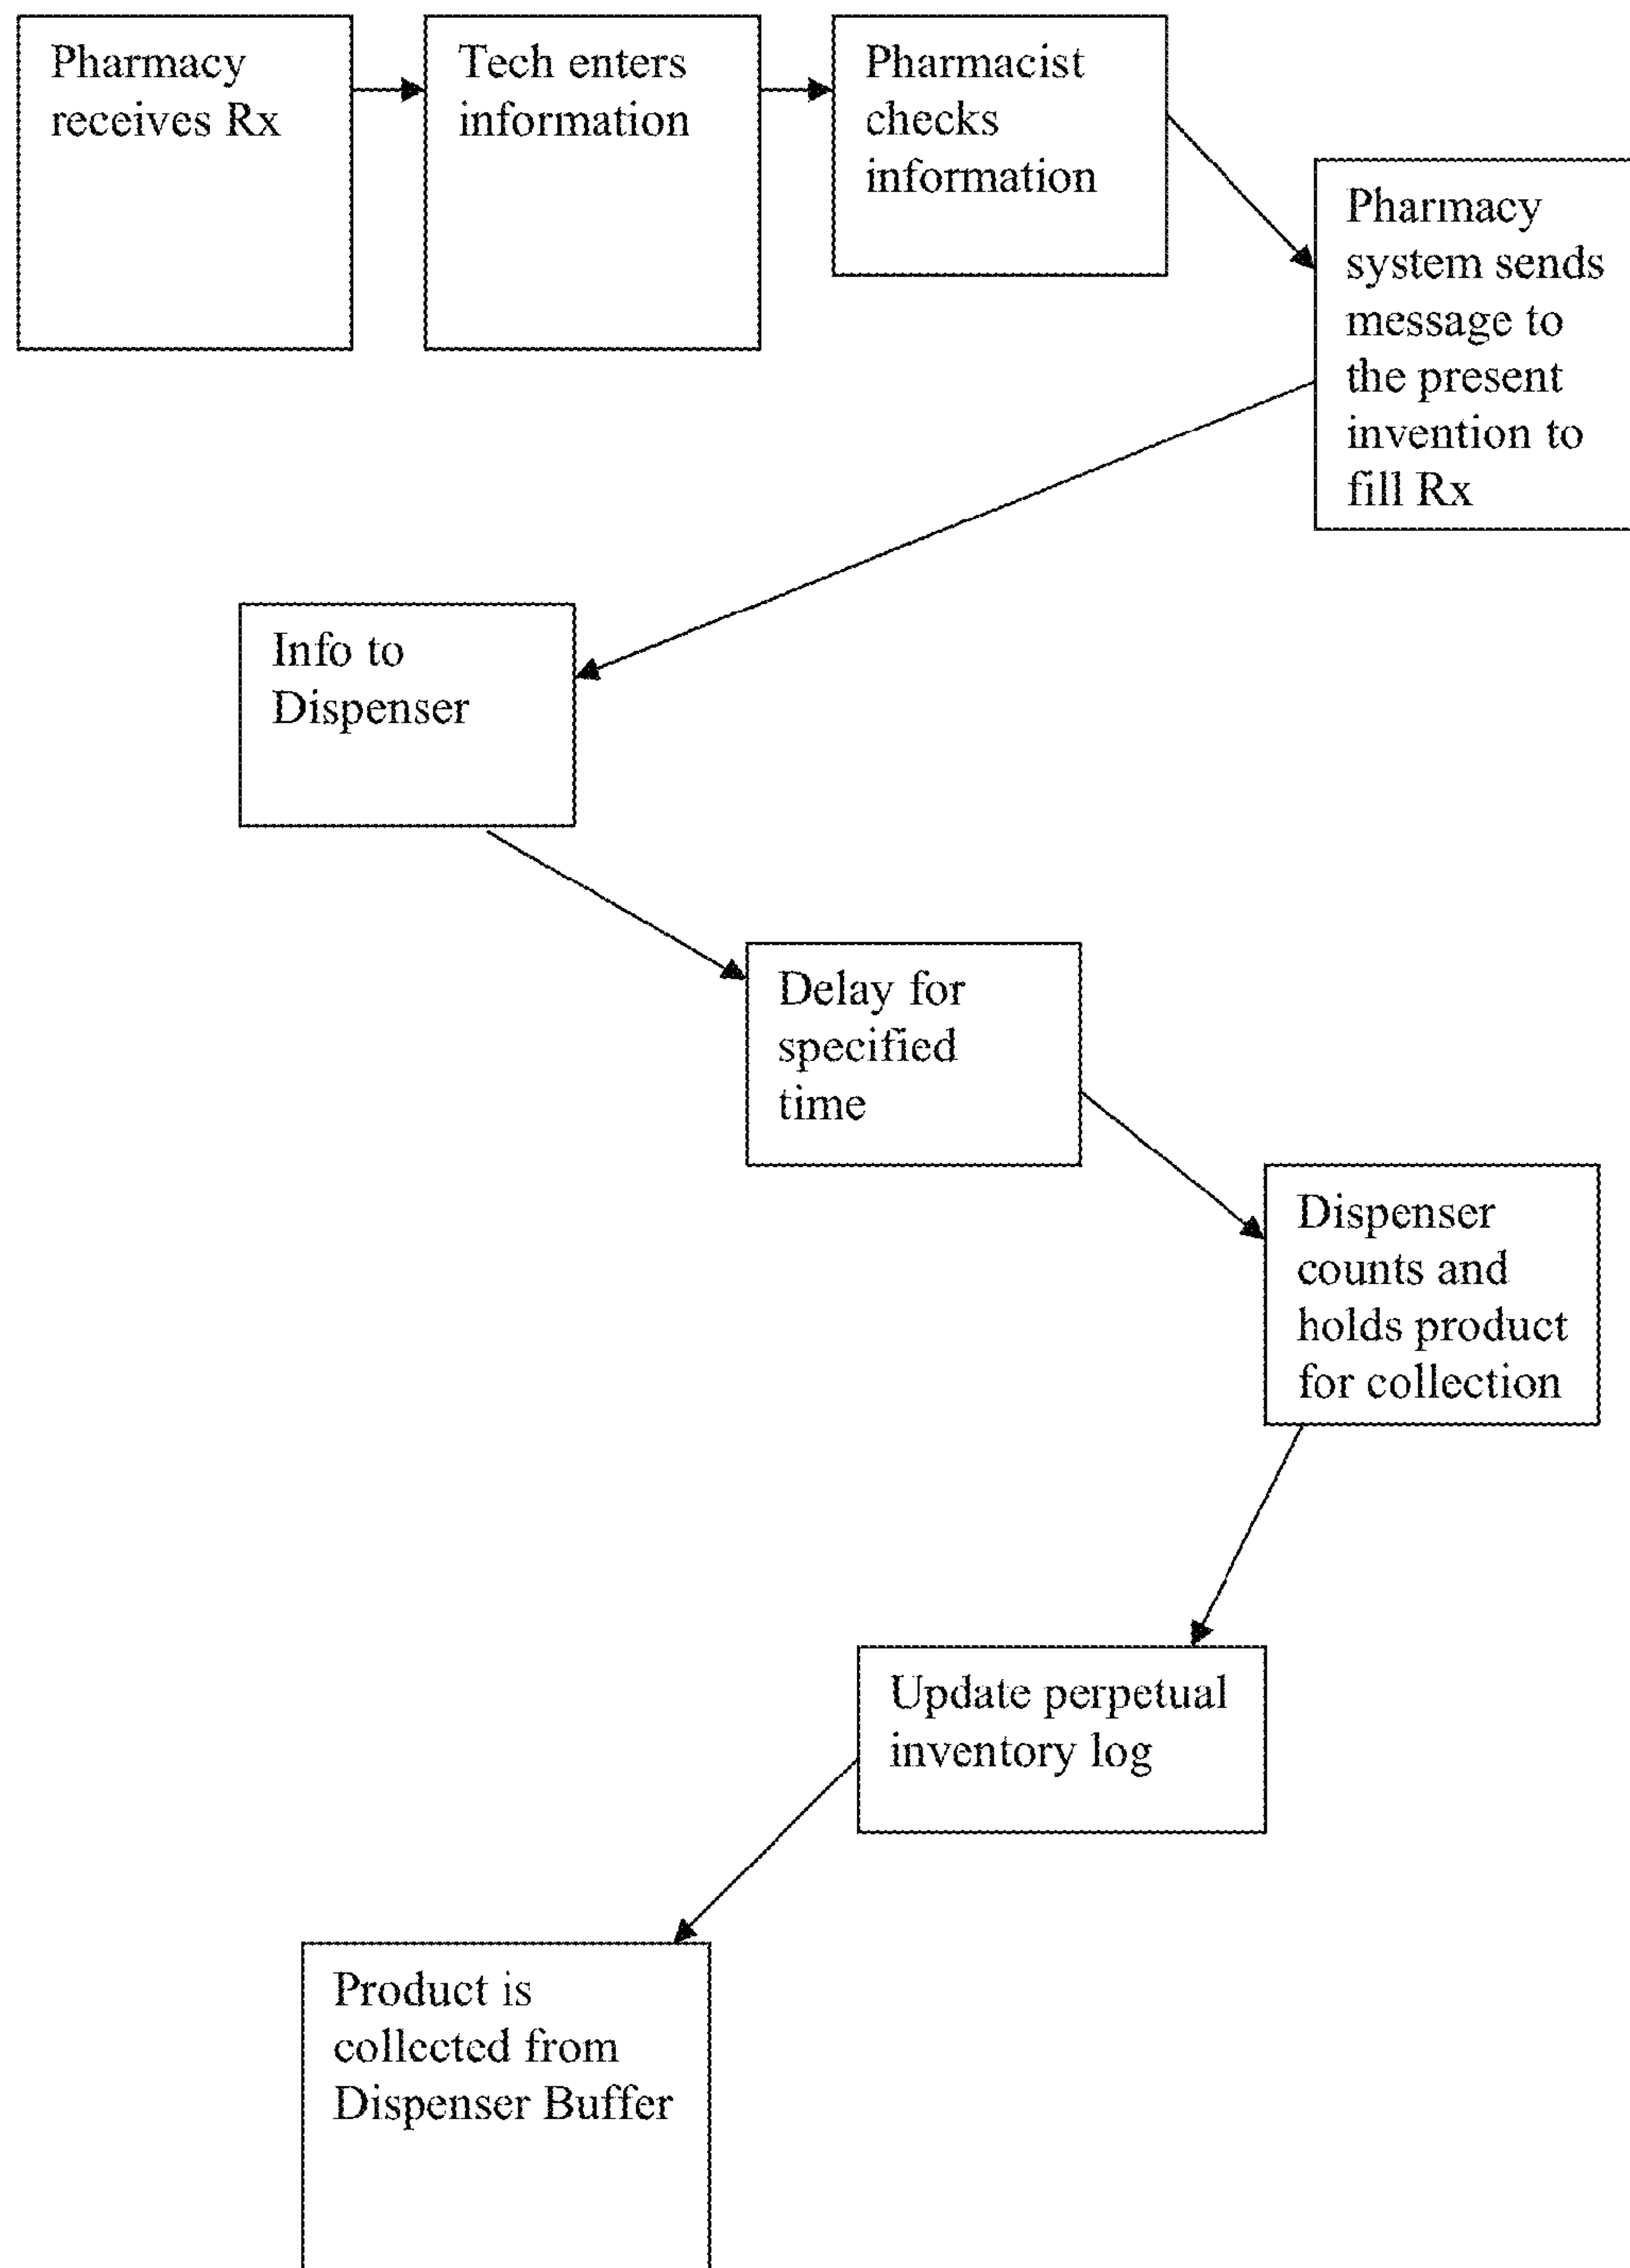 Pharmacy
receives Rx
Tech enters
information
Pharmacist
checks
information
Pharmacy
system sends
message to
the present
invention to
fill Rx
Info to
Dispenser
Delay for
specified
time
Dispenser
counts and
holds product
for collection
Update perpetual
inventory log
Product is
collected from
Dispenser Buffer